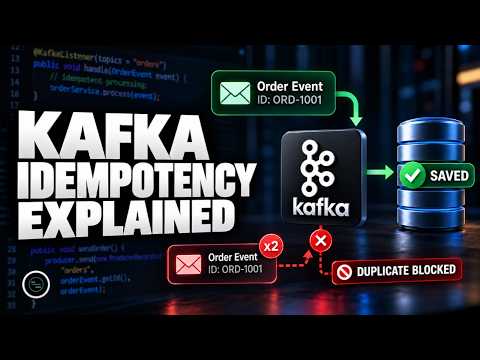 @KafkaListener(topics = "orders")
public void handle(OrderEvent event) {
// idempotent processing
orderService.process(event);
}
KAFKA
IDEMPOTENCY
EXPLAINED
Order Event
ID: ORD-1001
kafka
SAVED
x2
Order Event
ID: ORD-1001
DUPLICATE BLOCKED
public void sendOrder() {
"orders",
orderEvent.getId(),
orderEvent);